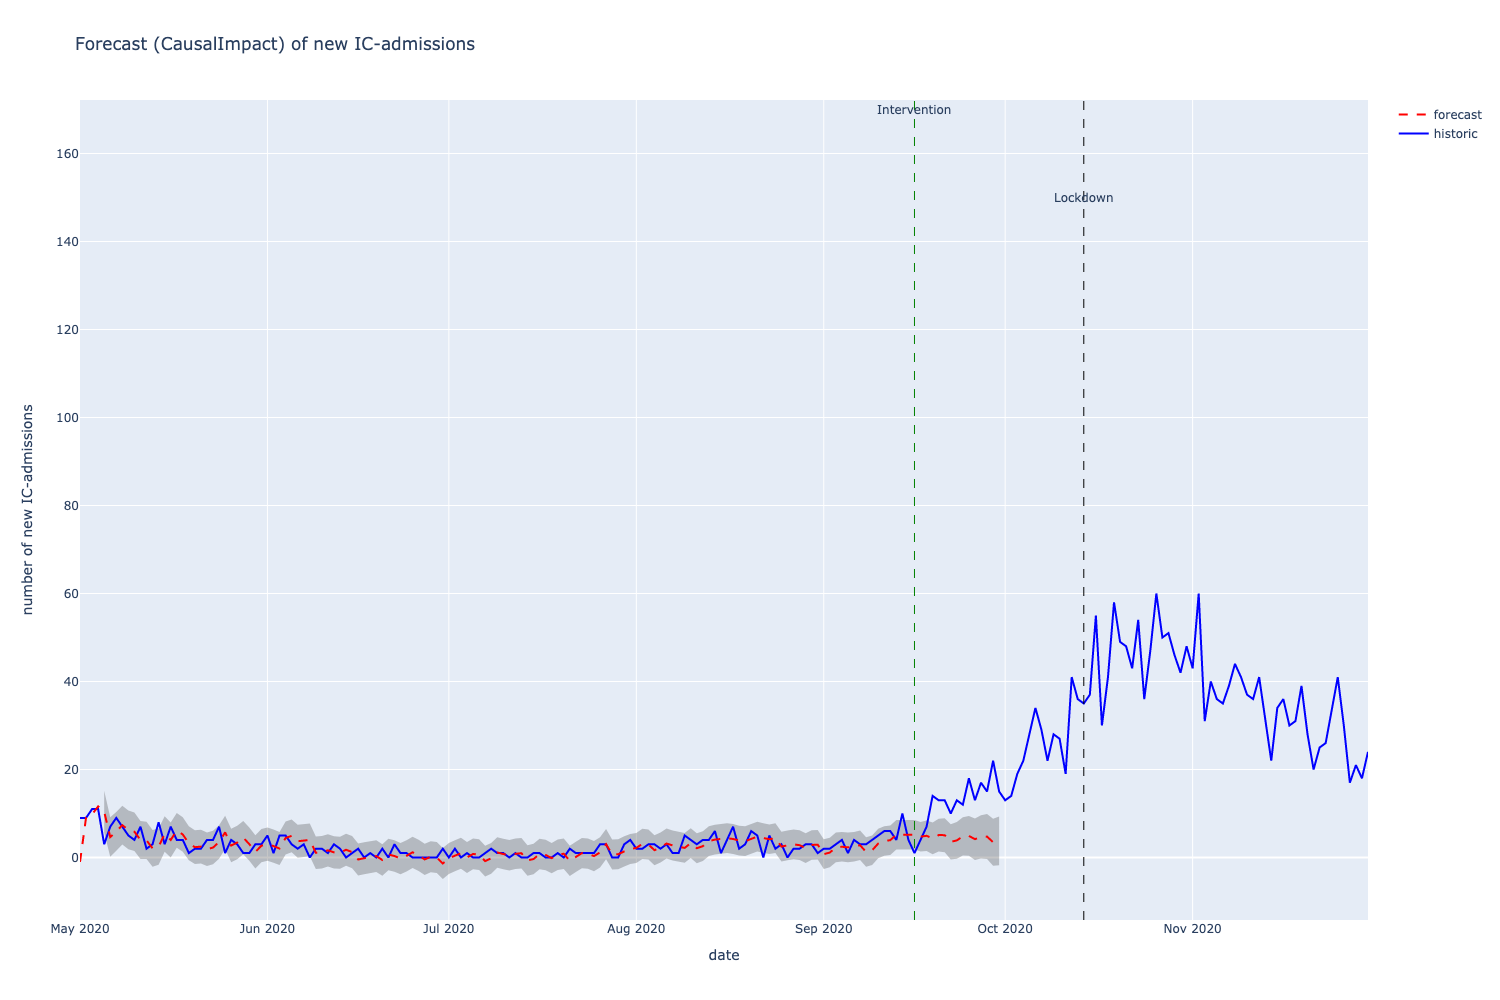 Forecast (CausalImpact) of new IC-admissions
Intervention
Lockdown
forecast
historic
number of new IC-admissions
160
140
120
100
80
60
40
20
0
May 2020
Jun 2020
Jul 2020
Aug 2020
Sep 2020
Oct 2020
Nov 2020
date